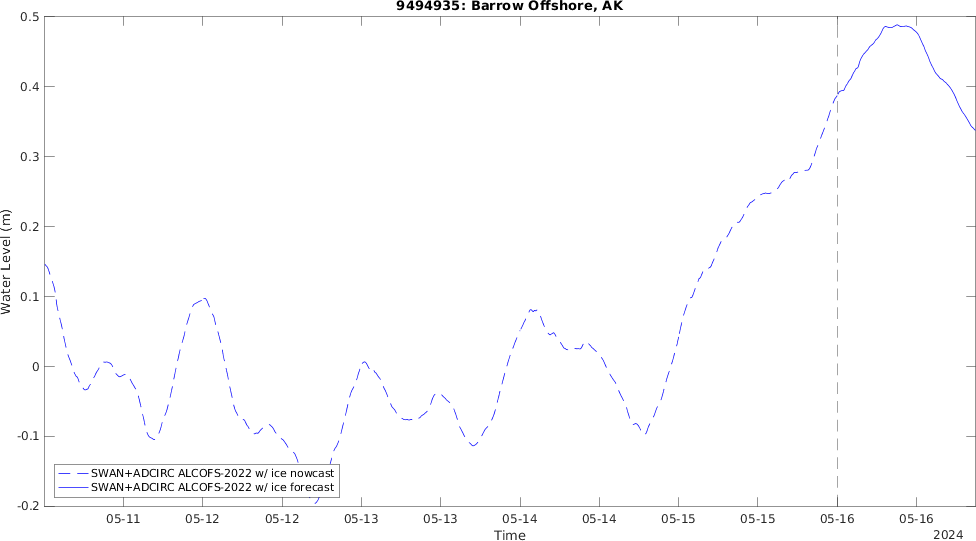 9494935: Barrow Offshore, AK
0.5
0.4
0.3
0.2
0.1
0
-0.1
-0.2
Water Level (m)
SWAN+ADCIRC ALCOFS-2022 w/ ice nowcast
SWAN+ADCIRC ALCOFS-2022 w/ ice forecast
05-11 05-12 05-12 05-13 05-13 05-14 05-14 05-15 05-15 05-16 05-16
Time
2024